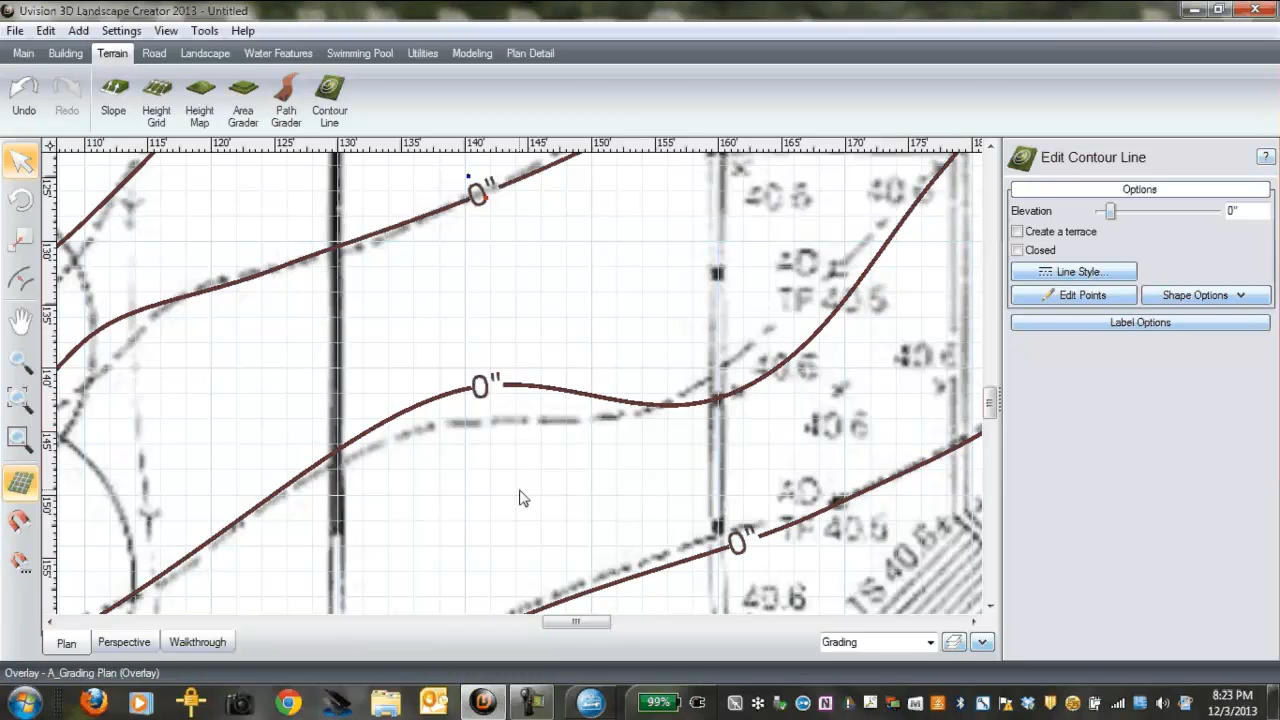 Uvision 3D Landscape Creator 2013 - Untitled
File Edit Add Settings View Tools Help
Main Building Terrain Road Landscape Water Features Swimming Pool Utilities Modeling Plan Detail
Undo Redo Slope Height Grid Height Map Area Grader Path Grader Contour Line
110' 115' 120' 125' 130' 135' 140' 145' 150' 155' 160' 165' 170' 175'
125' 130' 135' 140' 145' 150' 155'
0"
40.6
40.6
TF 40.5
0"
40.6
40.6
40.6
TF 40.5
0"
TS 40.6
40.6
Edit Contour Line
?
Options
Elevation 0"
Create a terrace
Closed
Line Style...
Edit Points Shape Options
Label Options
Plan Perspective Walkthrough
Grading
Overlay - A_Grading Plan (Overlay)
99%
8:23 PM
12/3/2013